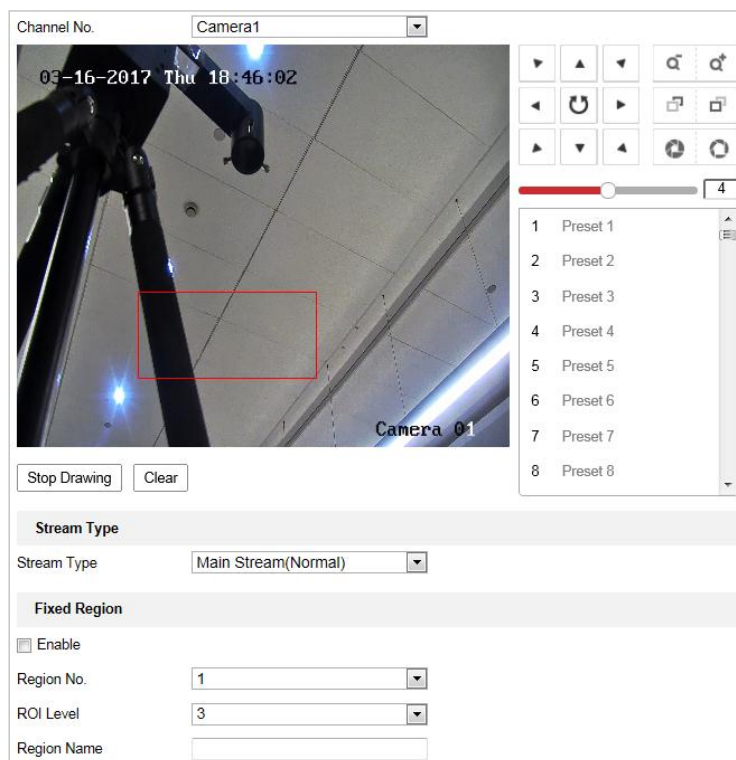 Channel No. Camera1
03-16-2017 Thu 18:46:02
Camera 01
4
1 Preset 1
2 Preset 2
3 Preset 3
4 Preset 4
5 Preset 5
6 Preset 6
7 Preset 7
8 Preset 8
Stop Drawing Clear
Stream Type
Stream Type Main Stream(Normal)
Fixed Region
Enable
Region No. 1
ROI Level 3
Region Name